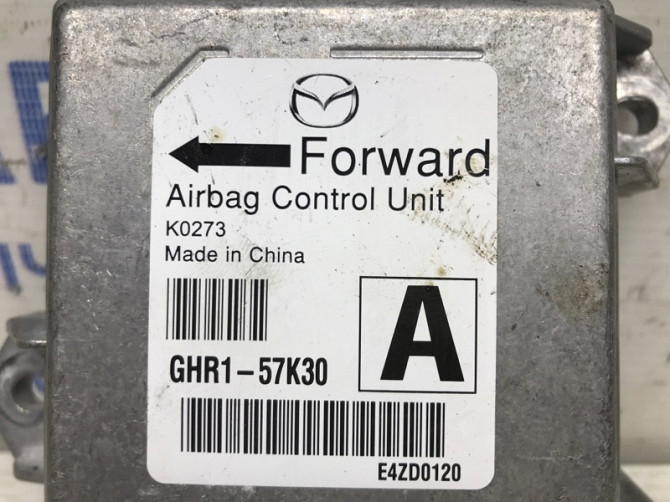 Forward
Airbag Control Unit
K0273
Made in China
A
GHR1-57K30
E4ZD0120